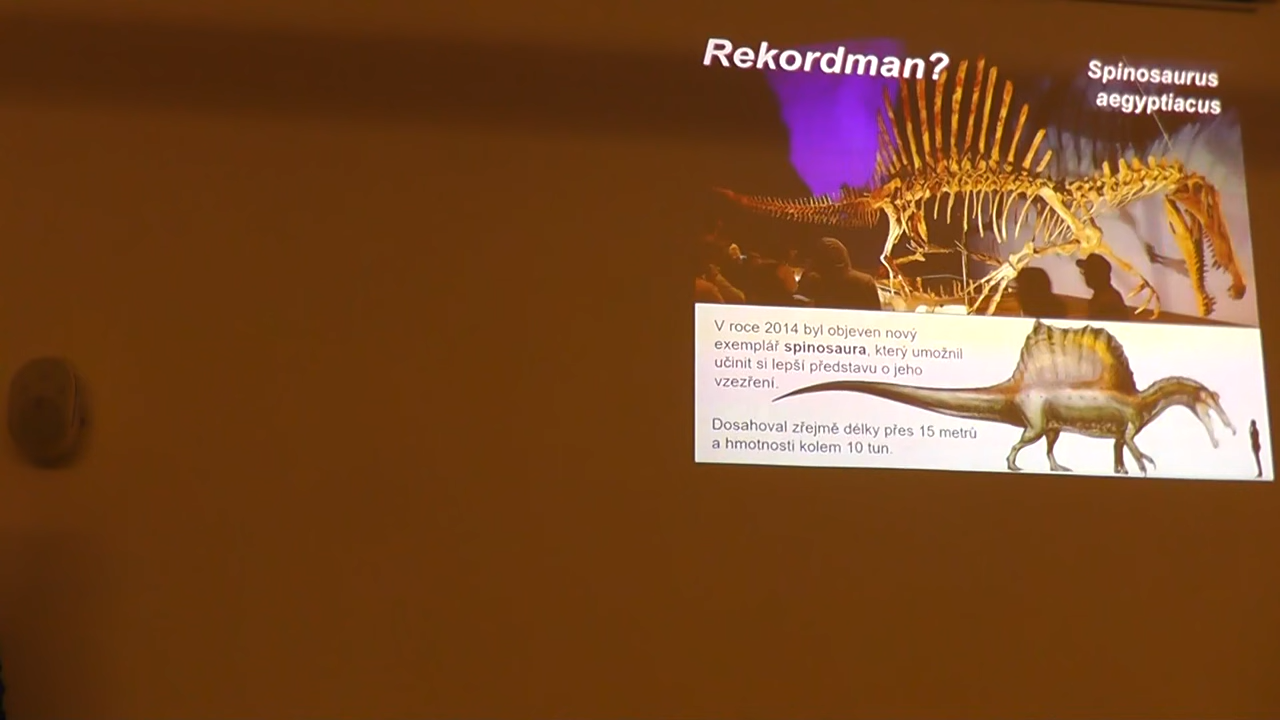 Rekordman?
Spinosaurus
aegyptiacus
V roce 2014 byl objeven nový
exemplář spinosaura, který umožnil
učinit si lepší představu o jeho
vzezření.
Dosahoval zřejmě délky přes 15 metrů
a hmotnosti kolem 10 tun.